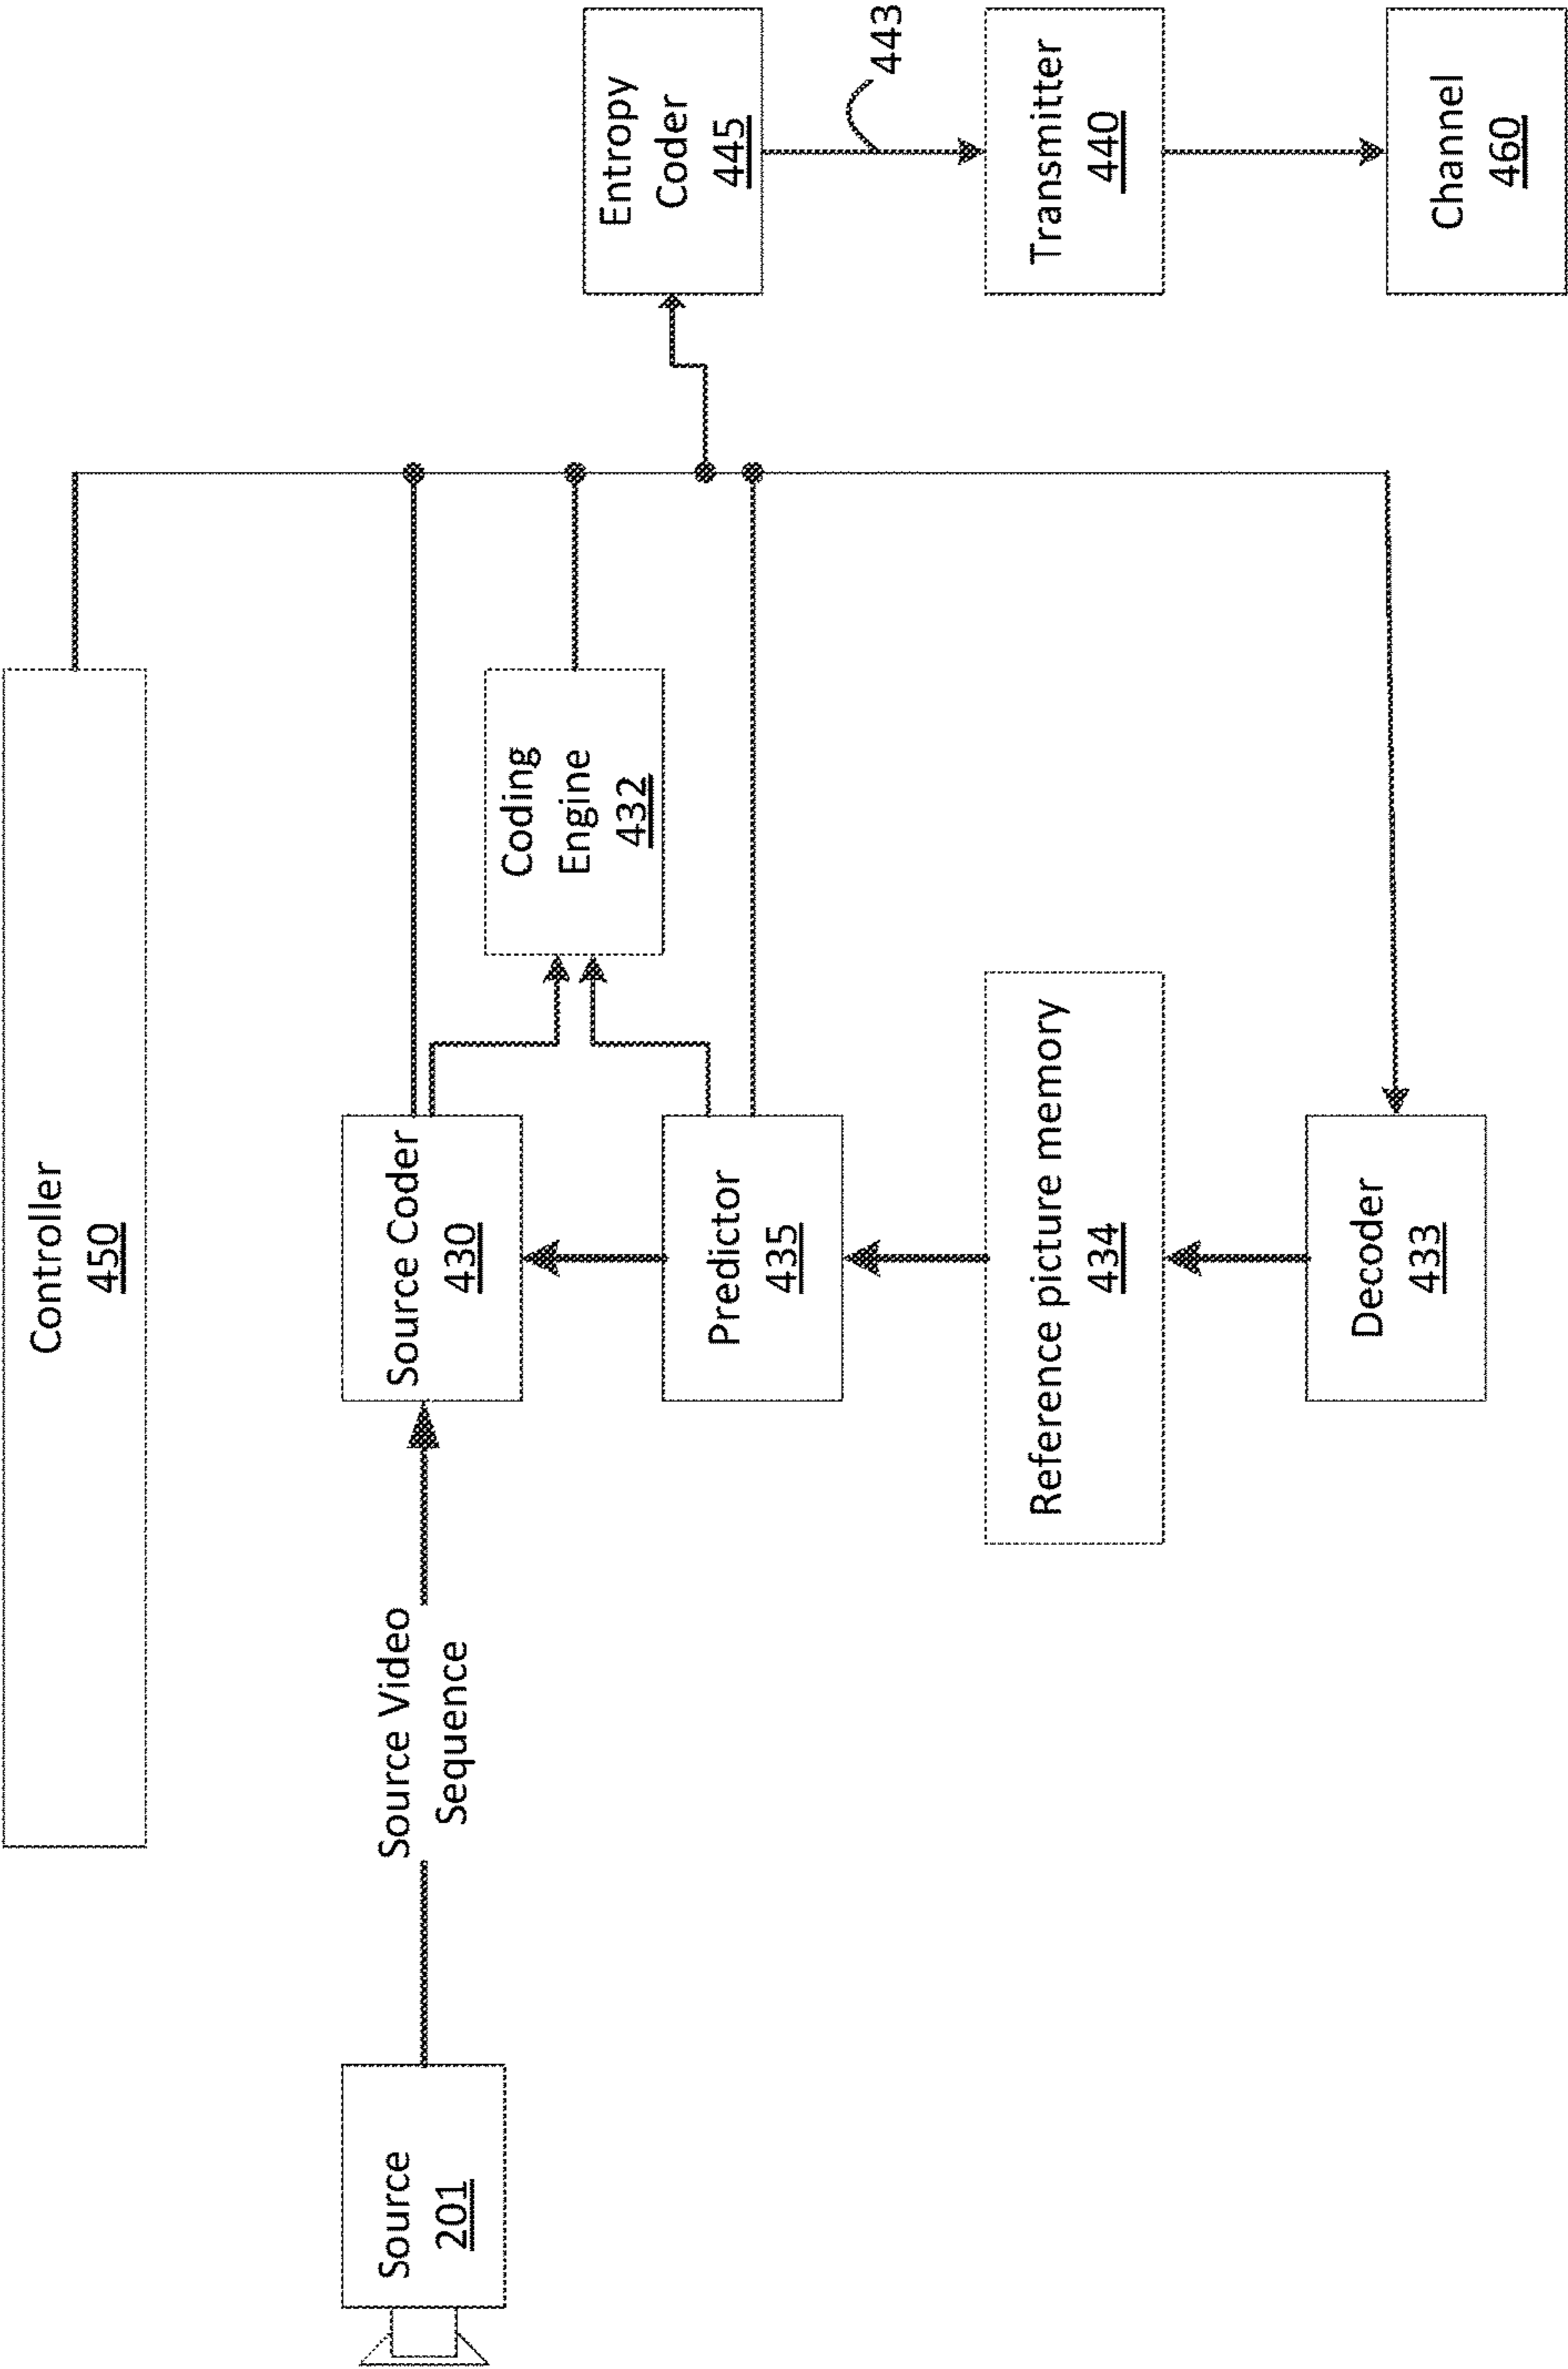 Controller
450
Source
201
Source Video
Sequence
Source Coder
430
Coding
Engine
432
Predictor
435
Reference picture memory
434
Decoder
433
Entropy
Coder
445
443
Transmitter
440
Channel
460